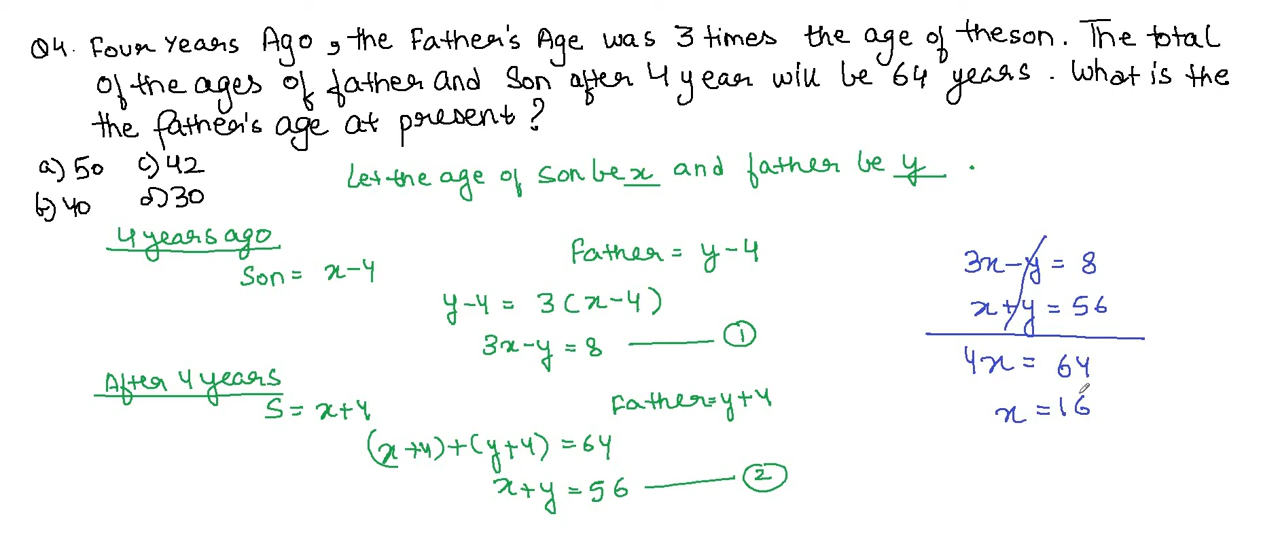 Q4. Four Years Ago, the Father's Age was 3 times the age of the son. The total
of the ages of father and Son after 4 year will be 64 years. What is the
the father's age at present?
a) 50 c) 42
b) 40 d) 30
Let the age of son be x and father be y.
4 years ago
Son = x-4
Father = y-4
y-4 = 3(x-4)
3x-y = 8 —— ①
After 4 years
S = x+4
Father = y+4
(x+4)+(y+4) = 64
x+y = 56 —— ②
3x-y = 8
x+y = 56
4x = 64
x = 16